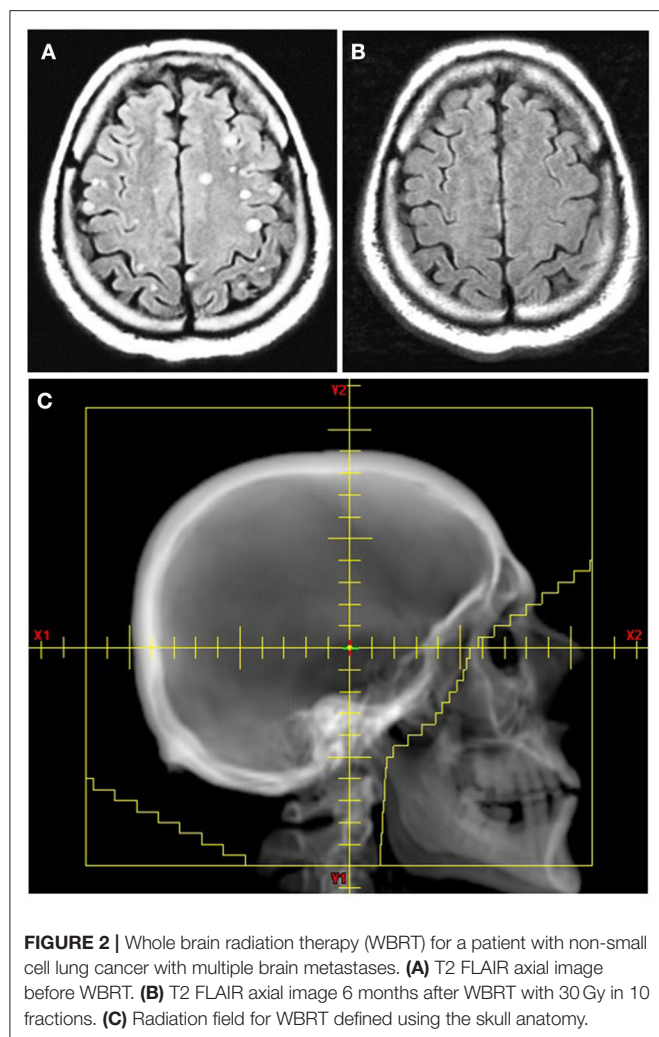 A
B
C
Y2
X1
X2
Y1
FIGURE 2 | Whole brain radiation therapy (WBRT) for a patient with non-small
cell lung cancer with multiple brain metastases. (A) T2 FLAIR axial image
before WBRT. (B) T2 FLAIR axial image 6 months after WBRT with 30 Gy in 10
fractions. (C) Radiation field for WBRT defined using the skull anatomy.